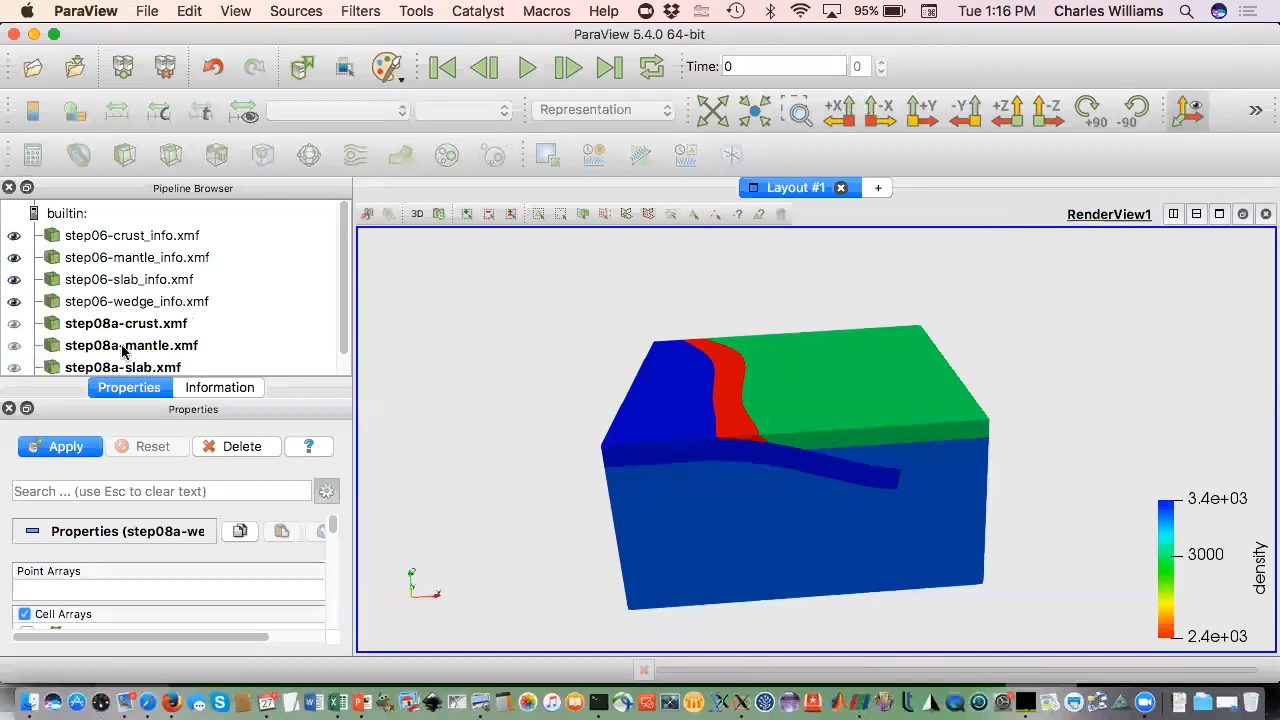 ParaView File Edit View Sources Filters Tools Catalyst Macros Help 95% Tue 1:16 PM Charles Williams
ParaView 5.4.0 64-bit
Time: 0 0
Representation +X -X +Y -Y +Z -Z +90 -90 »
Pipeline Browser
Layout #1 +
3D RenderView1
builtin:
step06-crust_info.xmf
step06-mantle_info.xmf
step06-slab_info.xmf
step06-wedge_info.xmf
step08a-crust.xmf
step08a-mantle.xmf
step08a-slab.xmf
Properties Information
Properties
Apply Reset Delete ?
Search ... (use Esc to clear text)
Properties (step08a-we
Point Arrays
Cell Arrays
3.4e+03
3000
2.4e+03
density